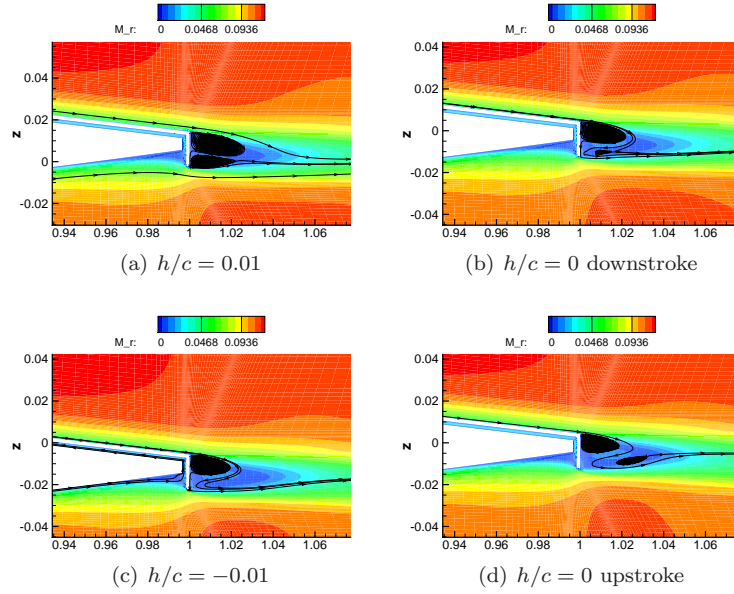 M_r: 0 0.0468 0.0936
M_r: 0 0.0468 0.0936
z
0.04
0.02
0
-0.02
0.94 0.96 0.98 1 1.02 1.04 1.06
(a) h/c = 0.01
z
0.04
0.02
0
-0.02
-0.04
0.94 0.96 0.98 1 1.02 1.04 1.06
(b) h/c = 0 downstroke
M_r: 0 0.0468 0.0936
M_r: 0 0.0468 0.0936
z
0.04
0.02
0
-0.02
-0.04
0.94 0.96 0.98 1 1.02 1.04 1.06
(c) h/c = −0.01
z
0.04
0.02
0
-0.02
-0.04
0.94 0.96 0.98 1 1.02 1.04 1.06
(d) h/c = 0 upstroke